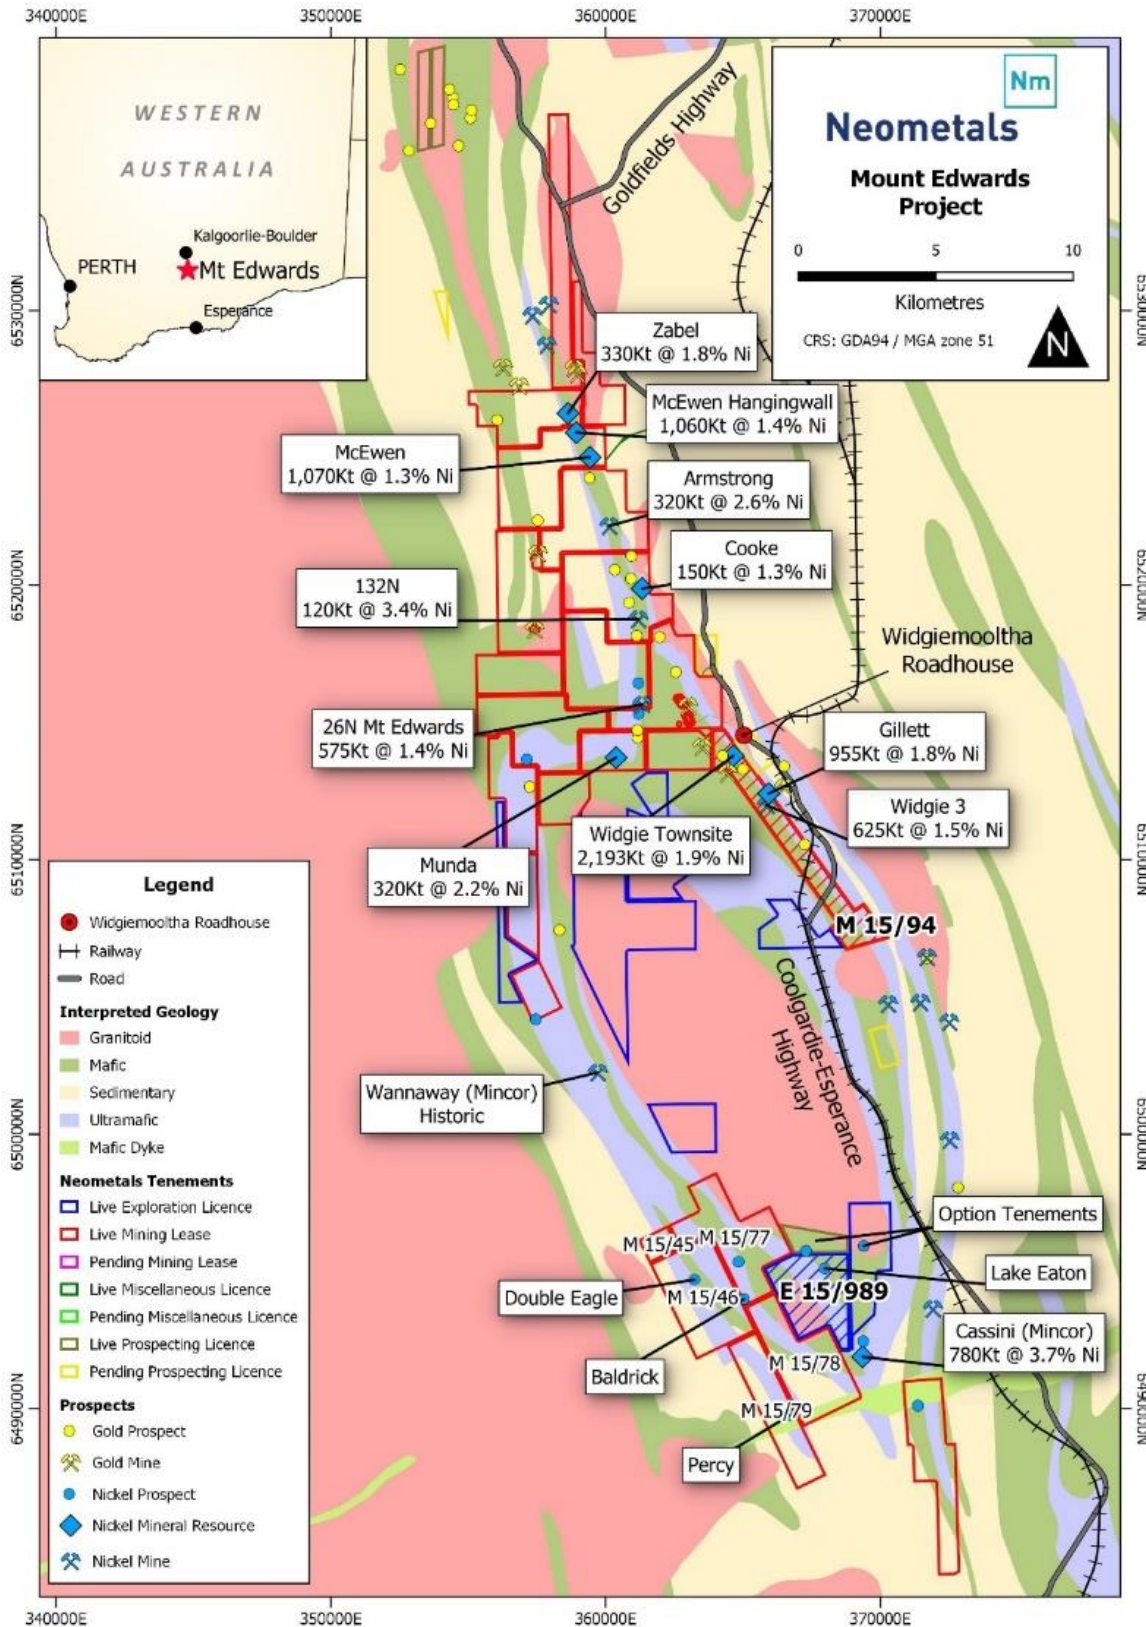 340000E
350000E
360000E
370000E
WESTERN
AUSTRALIA
Kalgoorlie-Boulder
PERTH
Mt Edwards
Esperance
Goldfields Highway
Nm
Neometals
Mount Edwards
Project
0
5
10
Kilometres
CRS: GDA94 / MGA zone 51
N
6530000N
6530000N
Zabel
330Kt @ 1.8% Ni
McEwen Hangingwall
1,060Kt @ 1.4% Ni
McEwen
1,070Kt @ 1.3% Ni
Armstrong
320Kt @ 2.6% Ni
Cooke
150Kt @ 1.3% Ni
6520000N
6520000N
132N
120Kt @ 3.4% Ni
Widgiemooltha
Roadhouse
26N Mt Edwards
575Kt @ 1.4% Ni
Gillett
955Kt @ 1.8% Ni
Widgie 3
625Kt @ 1.5% Ni
Widgie Townsite
2,193Kt @ 1.9% Ni
Munda
320Kt @ 2.2% Ni
6510000N
6510000N
M 15/94
Coolgardie-Esperance
Highway
Wannaway (Mincor)
Historic
6500000N
6500000N
Option Tenements
M 15/45
M 15/77
Lake Eaton
Double Eagle
M 15/46
E 15/989
Cassini (Mincor)
780Kt @ 3.7% Ni
Baldrick
M 15/78
6490000N
6490000N
M 15/79
Percy
Legend
Widgiemooltha Roadhouse
Railway
Road
Interpreted Geology
Granitoid
Mafic
Sedimentary
Ultramafic
Mafic Dyke
Neometals Tenements
Live Exploration Licence
Live Mining Lease
Pending Mining Lease
Live Miscellaneous Licence
Pending Miscellaneous Licence
Live Prospecting Licence
Pending Prospecting Licence
Prospects
Gold Prospect
Gold Mine
Nickel Prospect
Nickel Mineral Resource
Nickel Mine
340000E
350000E
360000E
370000E